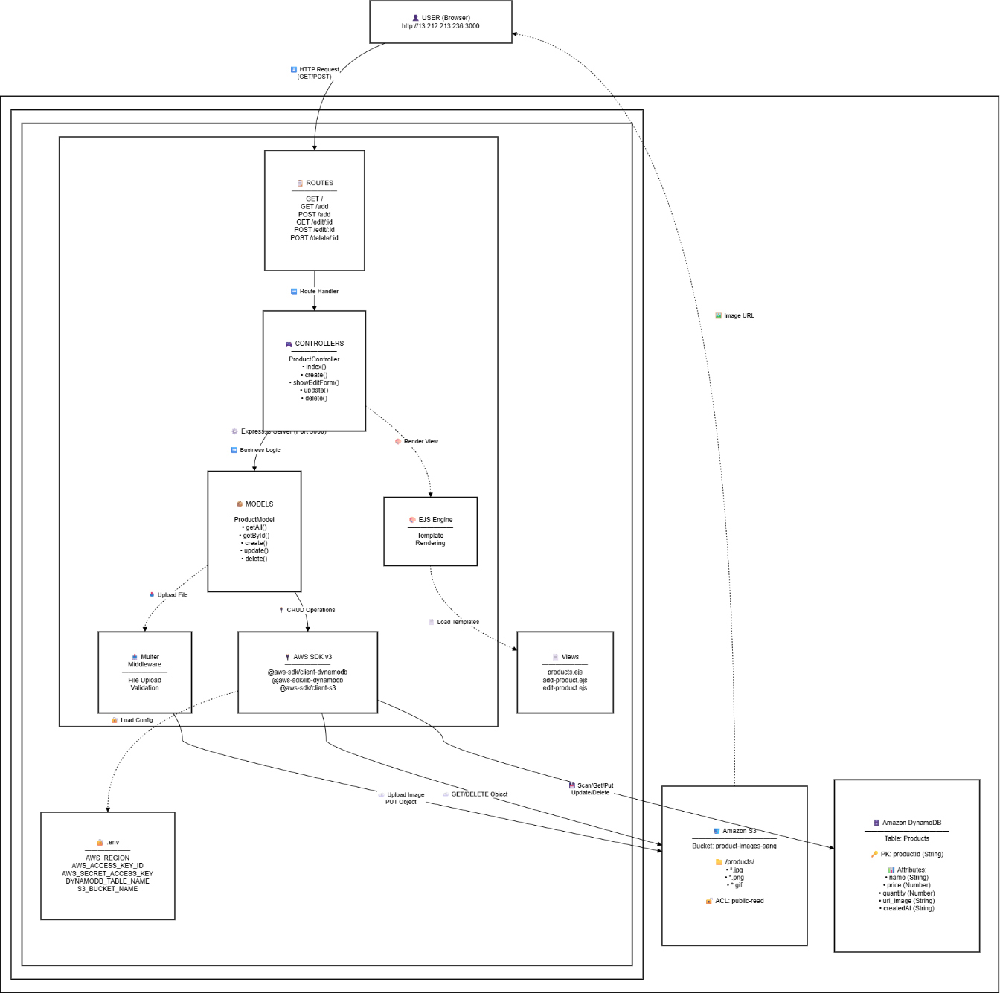 USER (Browser)
http://13.212.213.236:3000
HTTP Request
(GET/POST)
ROUTES
GET /
GET /add
POST /add
GET /edit/:id
POST /edit/:id
POST /delete/:id
Image URL
Route Handler
CONTROLLERS
ProductController
• index()
• create()
• showEditForm()
• update()
• delete()
Express.js Server (Port 3000)
Render View
Business Logic
MODELS
ProductModel
• getAll()
• getById()
• create()
• update()
• delete()
EJS Engine
Template
Rendering
Upload File
CRUD Operations
Load Templates
Multer
Middleware
File Upload
Validation
AWS SDK v3
@aws-sdk/client-dynamodb
@aws-sdk/lib-dynamodb
@aws-sdk/client-s3
Views
products.ejs
add-product.ejs
edit-product.ejs
Load Config
Upload Image
PUT Object
GET/DELETE Object
Scan/Get/Put
Update/Delete
.env
AWS_REGION
AWS_ACCESS_KEY_ID
AWS_SECRET_ACCESS_KEY
DYNAMODB_TABLE_NAME
S3_BUCKET_NAME
Amazon S3
Bucket: product-images-sang
/products/
• *.jpg
• *.png
• *.gif
ACL: public-read
Amazon DynamoDB
Table: Products
PK: productId (String)
Attributes:
• name (String)
• price (Number)
• quantity (Number)
• url_image (String)
• createdAt (String)